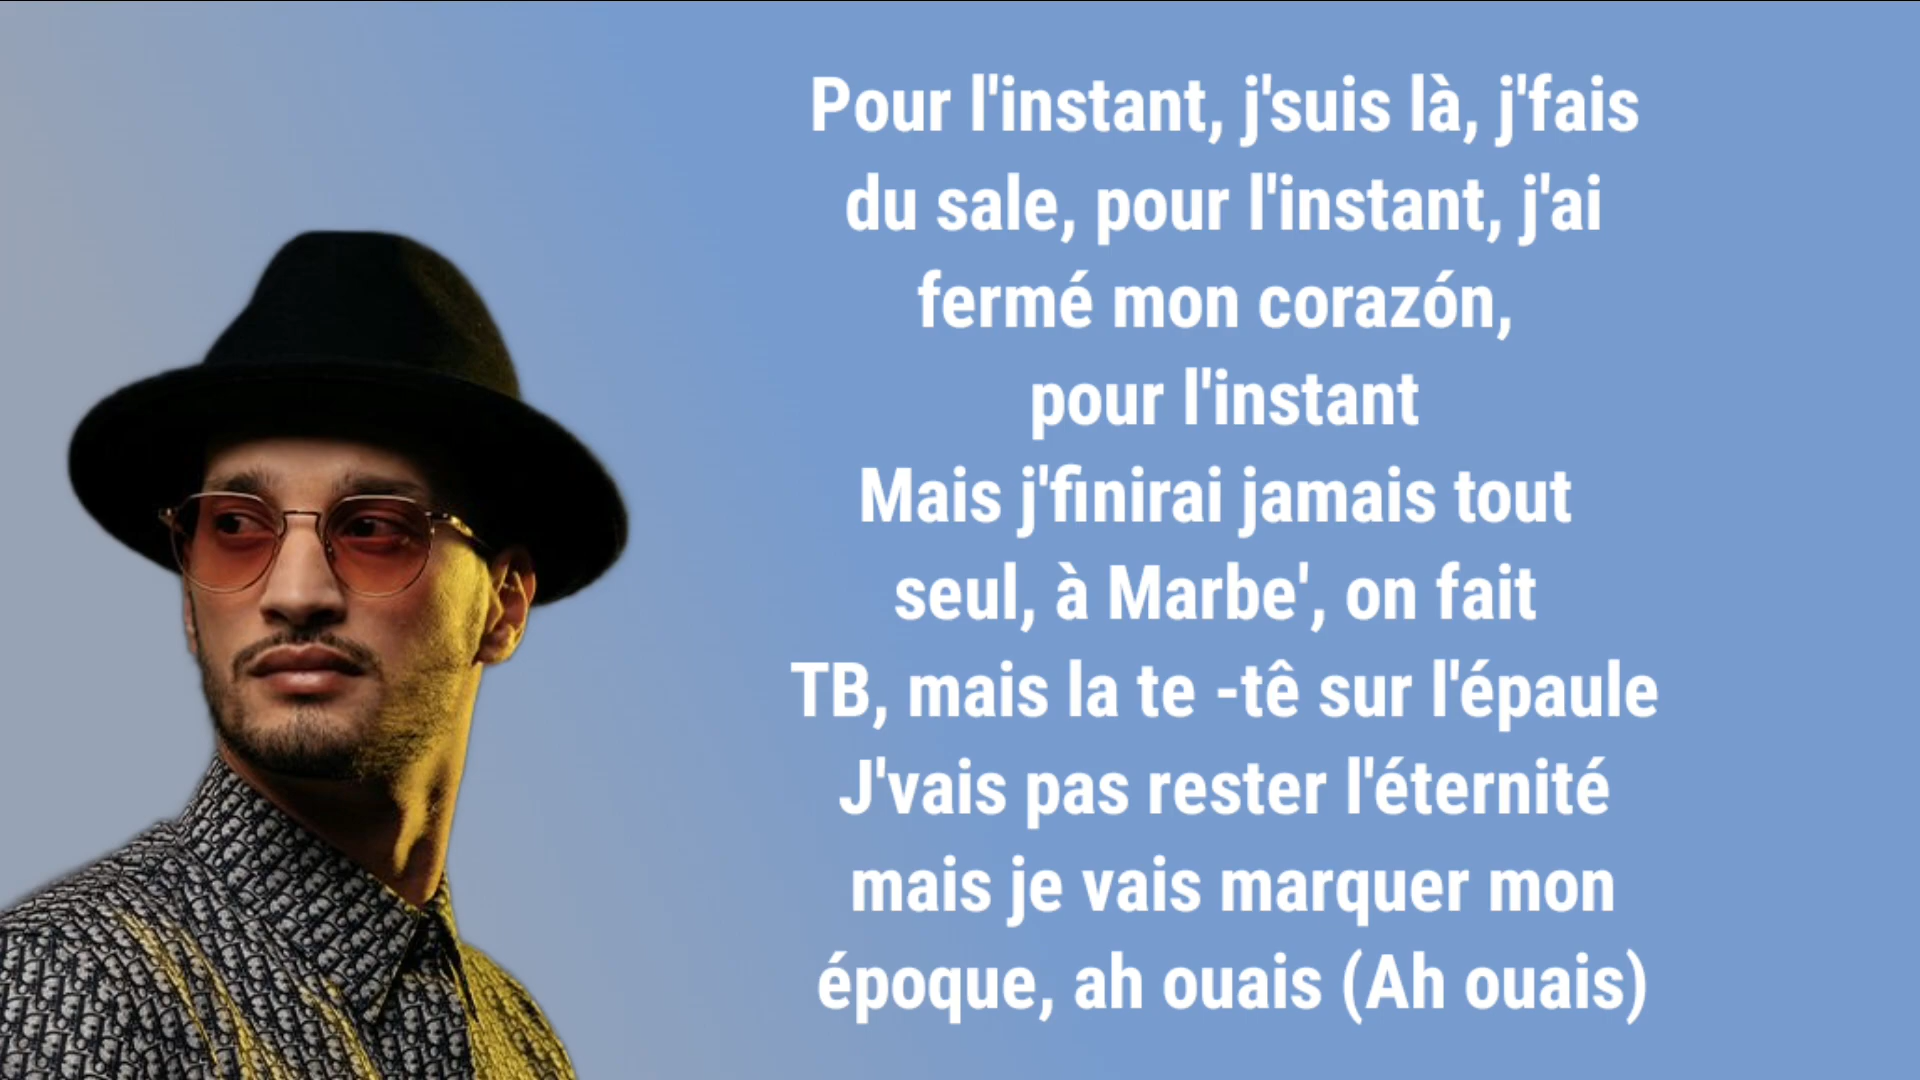 Pour l'instant, j'suis là, j'fais
du sale, pour l'instant, j'ai
fermé mon corazón,
pour l'instant
Mais j'finirai jamais tout
seul, à Marbe', on fait
TB, mais la te -tê sur l'épaule
J'vais pas rester l'éternité
mais je vais marquer mon
époque, ah ouais (Ah ouais)